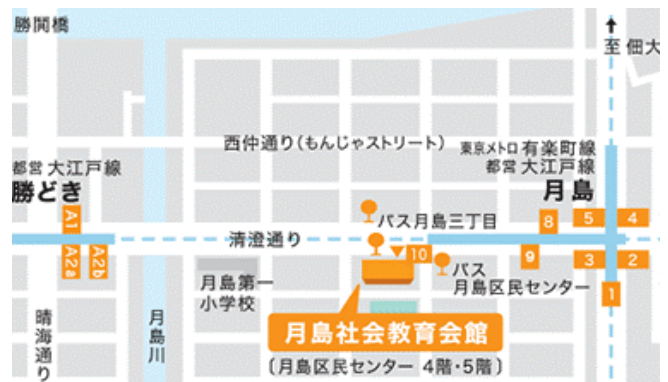 勝鬨橋
至 佃大
西仲通り(もんじゃストリート)
東京メトロ 有楽町線
都営 大江戸線
月島
都営 大江戸線
勝どき
A1
A2a
A2b
8
5
4
バス月島三丁目
清澄通り
10
9
3
2
バス
月島区民センター
1
月島第一
小学校
晴海通り
月島川
月島社会教育会館
〔月島区民センター 4階・5階〕